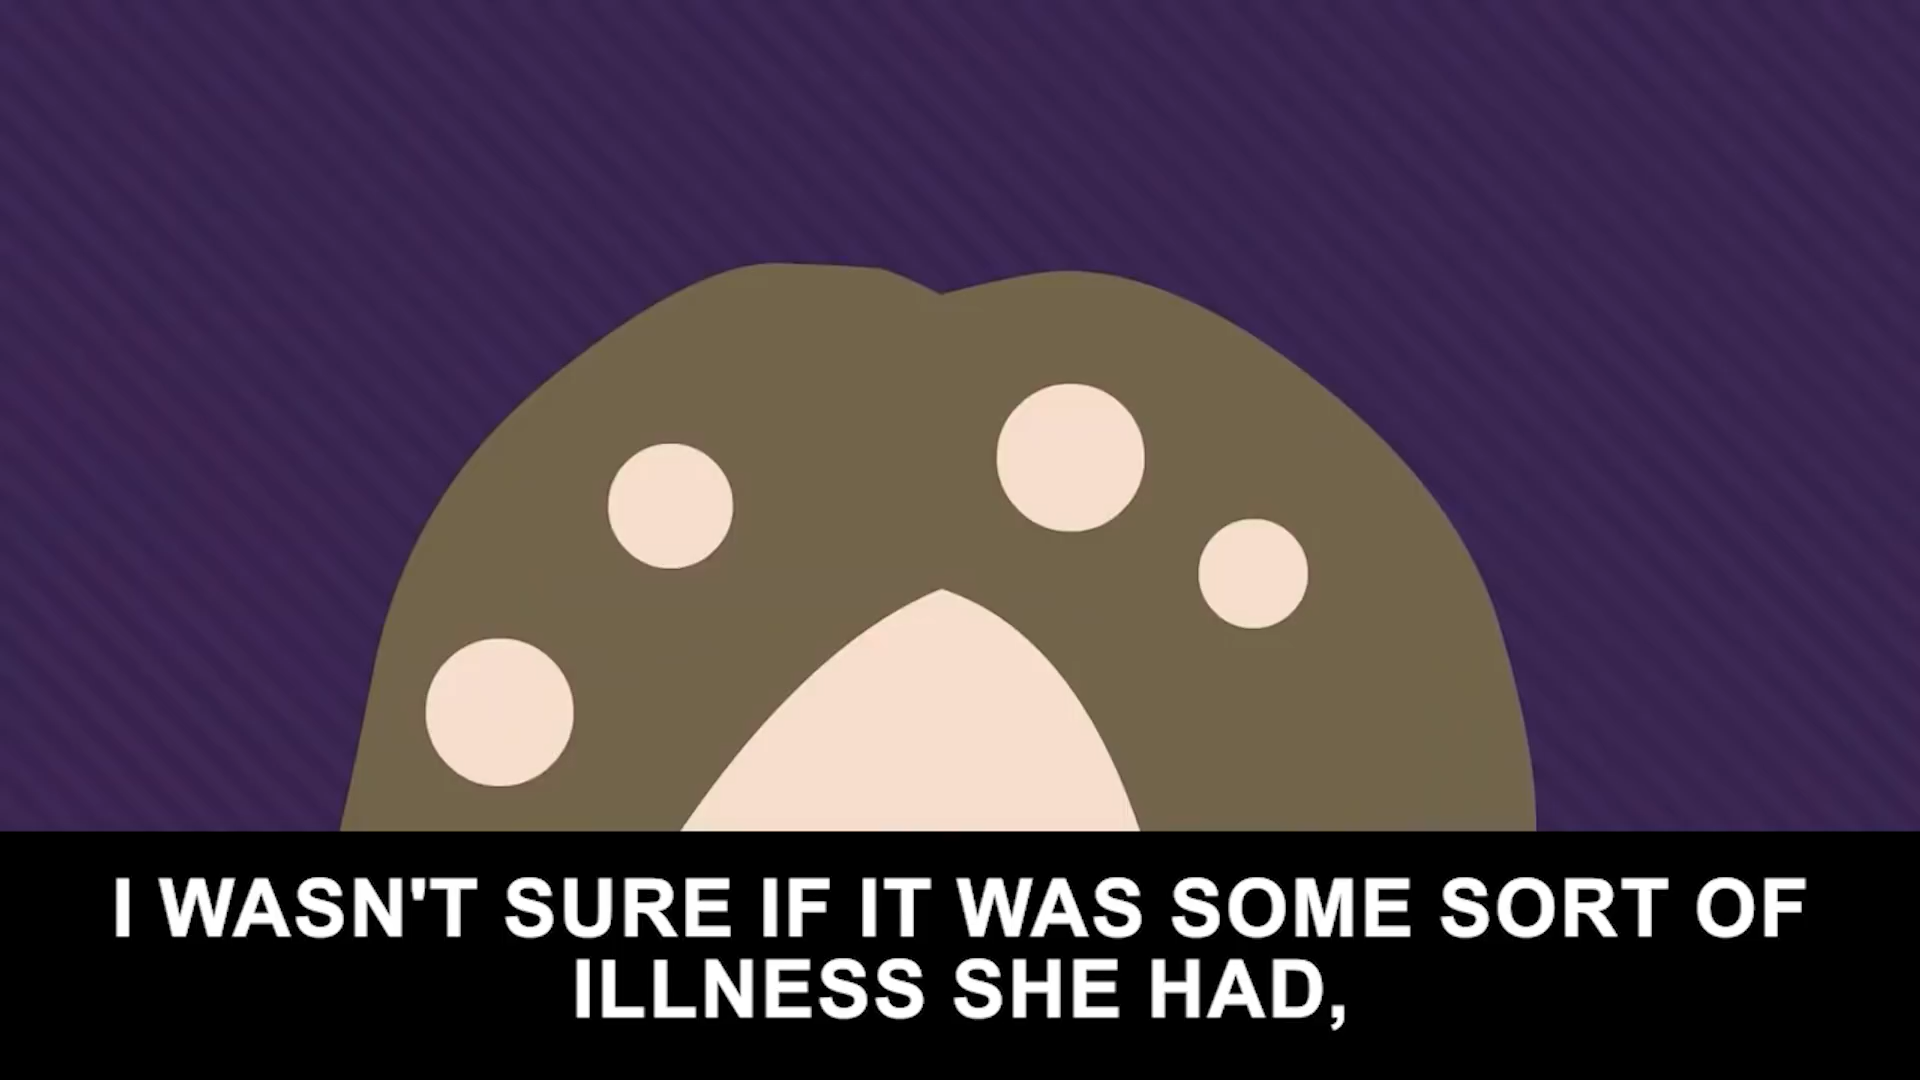 I WASN'T SURE IF IT WAS SOME SORT OF
ILLNESS SHE HAD,